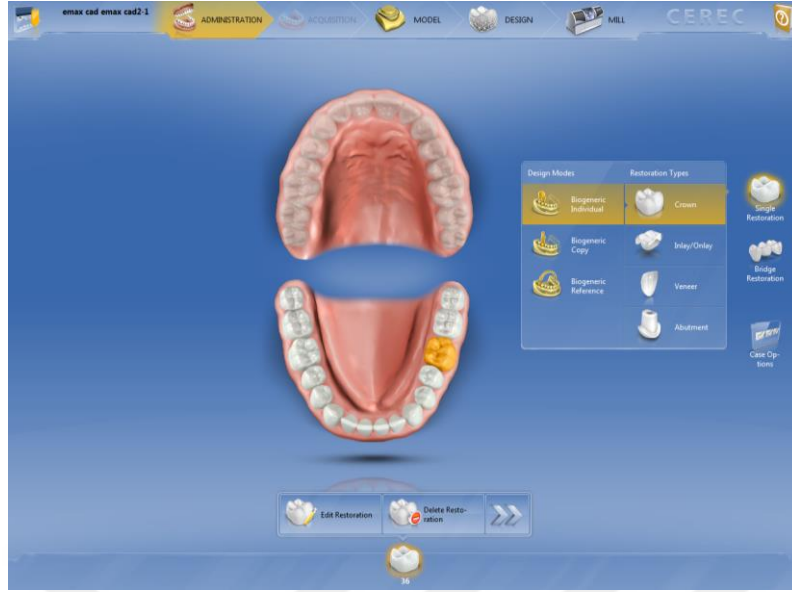 emax cad emax cad2-1
ADMINISTRATION
ACQUISITION
MODEL
DESIGN
MILL
CEREC
Design Modes
Restoration Types
Biogeneric
Individual
Crown
Single
Restoration
Biogeneric
Copy
Inlay/Onlay
Bridge
Restoration
Biogeneric
Reference
Veneer
Abutment
Case Op-
tions
Edit Restoration
Delete Resto-
ration
36